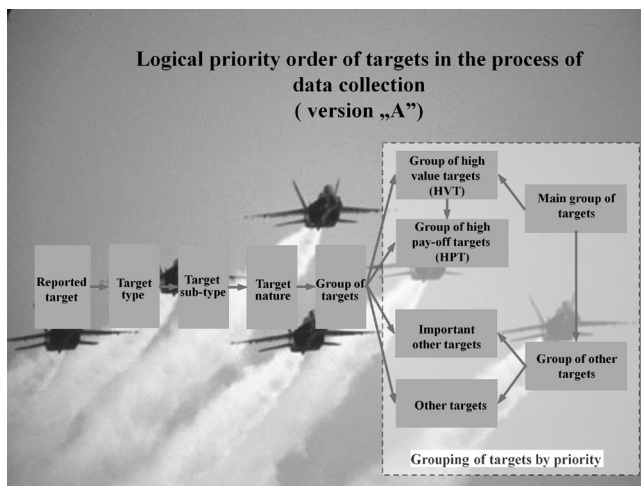 Logical priority order of targets in the process of
data collection
( version „A”)
Group of high
value targets
(HVT)
Main group of
targets
Group of high
pay-off targets
(HPT)
Reported
target
Target
type
Target
sub-type
Target
nature
Group of
targets
Important
other targets
Group of other
targets
Other targets
Grouping of targets by priority